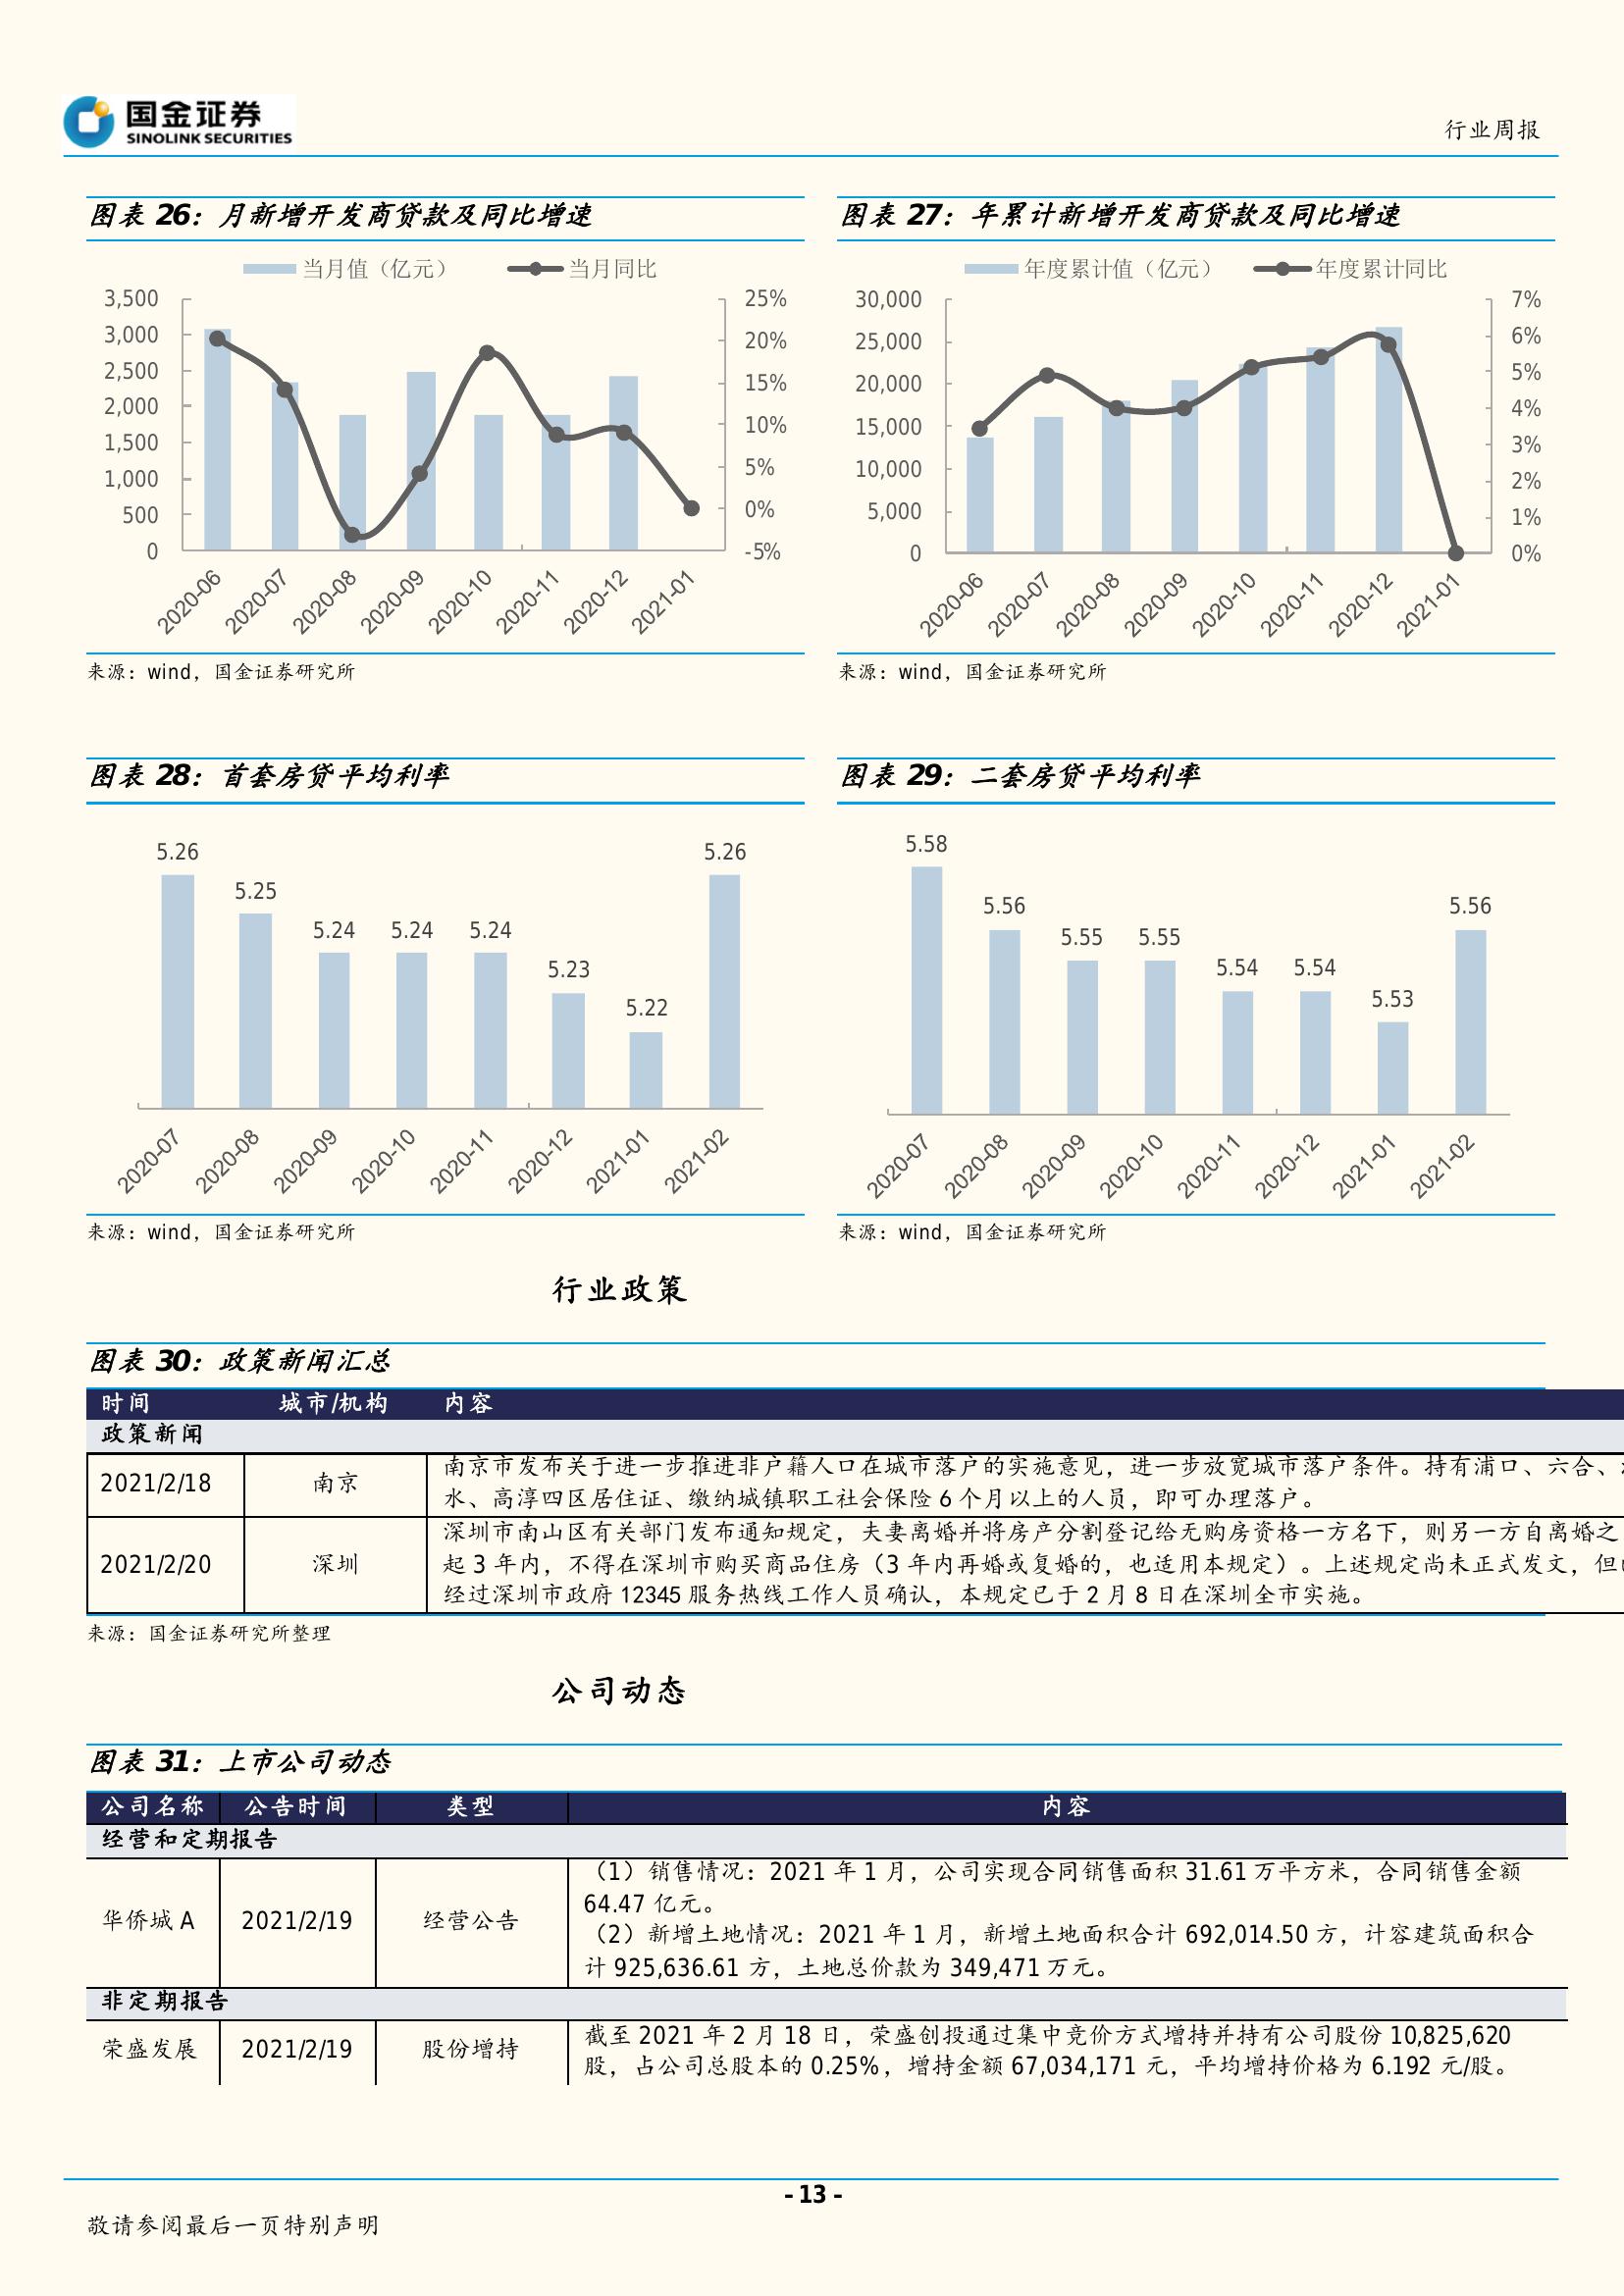 国金证券
SINOLINK SECURITIES
行业周报
图表 26：月新增开发商贷款及同比增速
当月值（亿元）
当月同比
3,500
3,000
2,500
2,000
1,500
1,000
500
0
25%
20%
15%
10%
5%
0%
-5%
2020-06
2020-07
2020-08
2020-09
2020-10
2020-11
2020-12
2021-01
来源：wind，国金证券研究所
图表 27：年累计新增开发商贷款及同比增速
年度累计值（亿元）
年度累计同比
30,000
25,000
20,000
15,000
10,000
5,000
0
7%
6%
5%
4%
3%
2%
1%
0%
2020-06
2020-07
2020-08
2020-09
2020-10
2020-11
2020-12
2021-01
来源：wind，国金证券研究所
图表 28：首套房贷平均利率
5.26
5.25
5.24
5.24
5.24
5.23
5.22
5.26
2020-07
2020-08
2020-09
2020-10
2020-11
2020-12
2021-01
2021-02
来源：wind，国金证券研究所
图表 29：二套房贷平均利率
5.58
5.56
5.55
5.55
5.54
5.54
5.53
5.56
2020-07
2020-08
2020-09
2020-10
2020-11
2020-12
2021-01
2021-02
来源：wind，国金证券研究所
行业政策
图表 30：政策新闻汇总
时间 城市/机构 内容
政策新闻
2021/2/18 南京
南京市发布关于进一步推进非户籍人口在城市落户的实施意见，进一步放宽城市落户条件。持有浦口、六合、
水、高淳四区居住证、缴纳城镇职工社会保险 6 个月以上的人员，即可办理落户。
2021/2/20 深圳
深圳市南山区有关部门发布通知规定，夫妻离婚并将房产分割登记给无购房资格一方名下，则另一方自离婚之
起 3 年内，不得在深圳市购买商品住房（3 年内再婚或复婚的，也适用本规定）。上述规定尚未正式发文，但
经过深圳市政府 12345 服务热线工作人员确认，本规定已于 2 月 8 日在深圳全市实施。
来源：国金证券研究所整理
公司动态
图表 31：上市公司动态
公司名称 公告时间 类型 内容
经营和定期报告
华侨城 A 2021/2/19 经营公告
（1）销售情况：2021 年 1 月，公司实现合同销售面积 31.61 万平方米，合同销售金额
64.47 亿元。
（2）新增土地情况：2021 年 1 月，新增土地面积合计 692,014.50 方，计容建筑面积合
计 925,636.61 方，土地总价款为 349,471 万元。
非定期报告
荣盛发展 2021/2/19 股份增持
截至 2021 年 2 月 18 日，荣盛创投通过集中竞价方式增持并持有公司股份 10,825,620
股，占公司总股本的 0.25%，增持金额 67,034,171 元，平均增持价格为 6.192 元/股。
- 13 -
敬请参阅最后一页特别声明